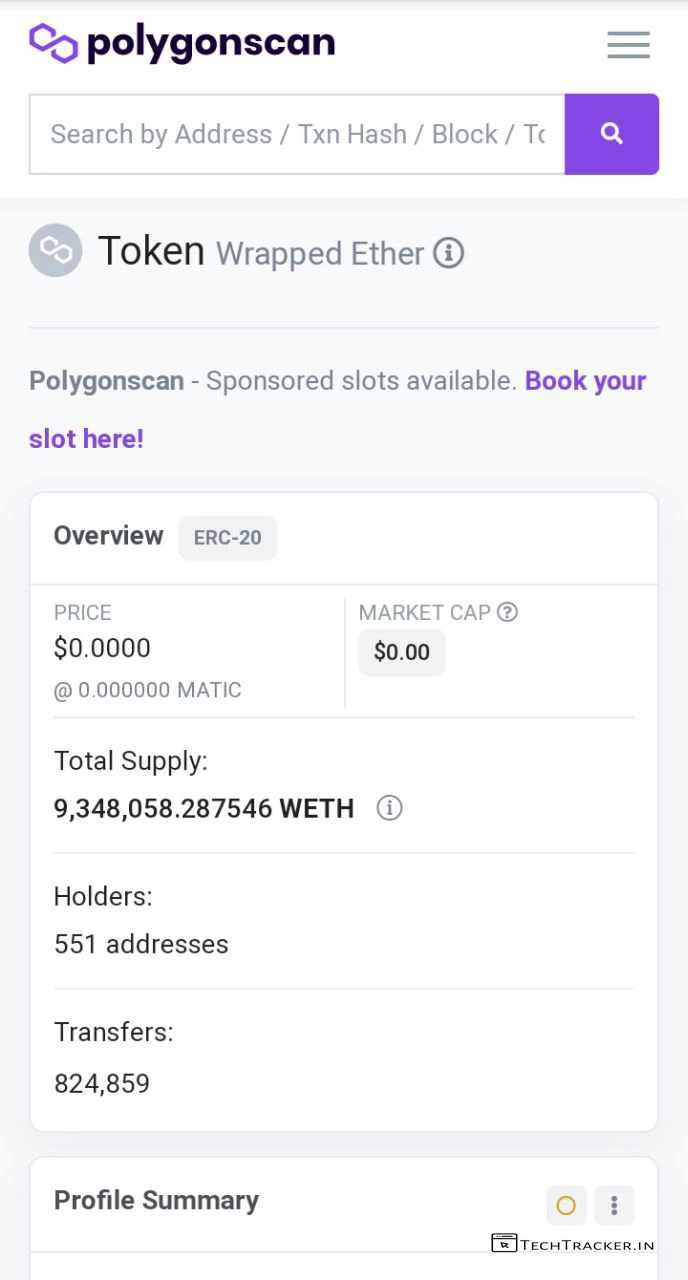 polygonscan
Search by Address / Txn Hash / Block / To
Token Wrapped Ether
Polygonscan - Sponsored slots available. Book your
slot here!
Overview ERC-20
PRICE
MARKET CAP
$0.0000
$0.00
@ 0.000000 MATIC
Total Supply:
9,348,058.287546 WETH
Holders:
551 addresses
Transfers:
824,859
Profile Summary
TECHTRACKER.IN